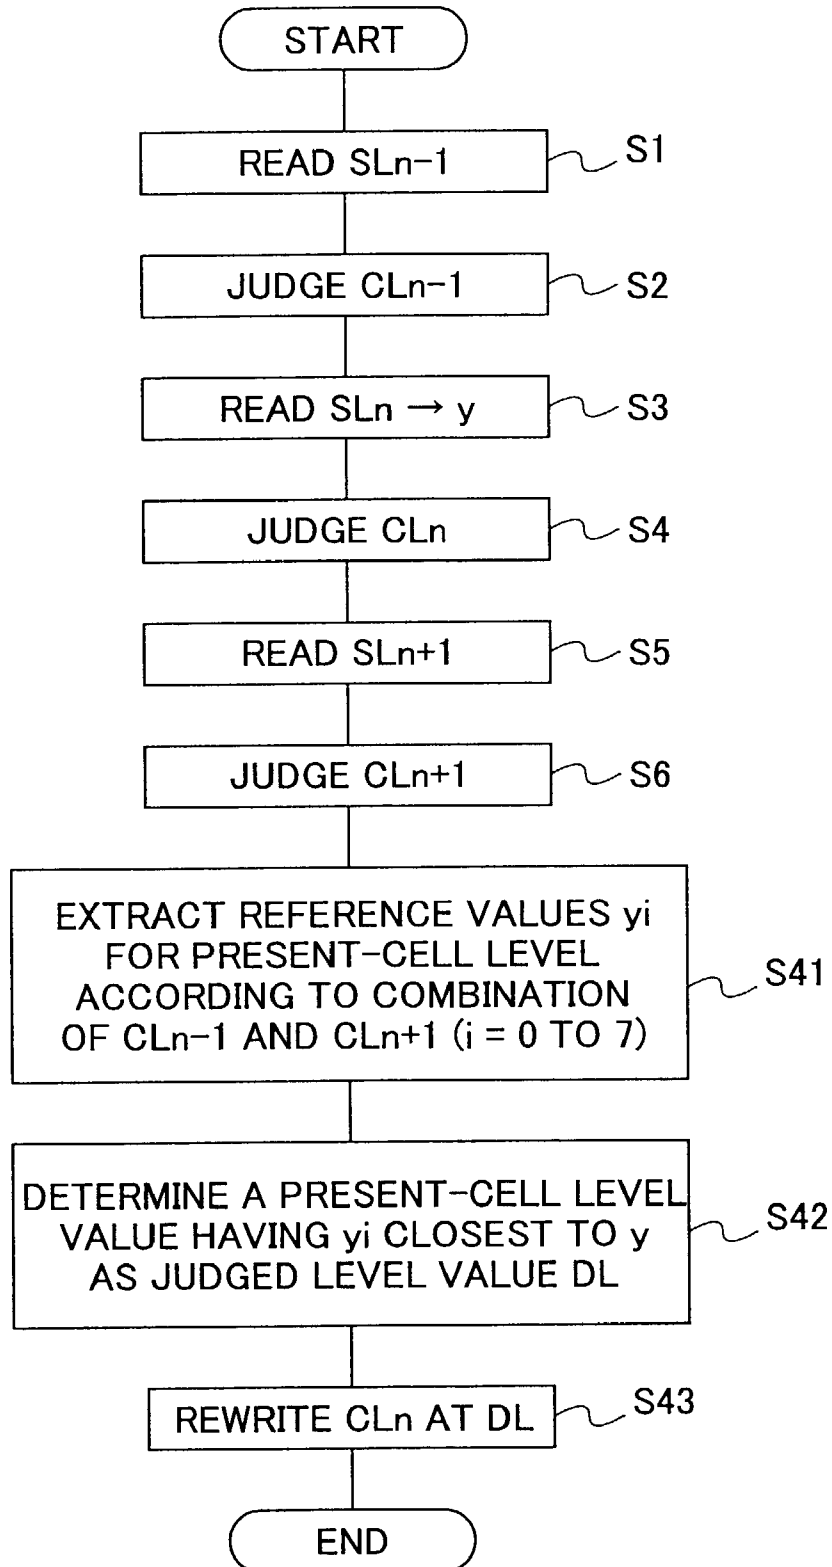 START
READ SLn-1
S1
JUDGE CLn-1
S2
READ SLn → y
S3
JUDGE CLn
S4
READ SLn+1
S5
JUDGE CLn+1
S6
EXTRACT REFERENCE VALUES yi
FOR PRESENT-CELL LEVEL
ACCORDING TO COMBINATION
OF CLn-1 AND CLn+1 (i = 0 TO 7)
S41
DETERMINE A PRESENT-CELL LEVEL
VALUE HAVING yi CLOSEST TO y
AS JUDGED LEVEL VALUE DL
S42
REWRITE CLn AT DL
S43
END